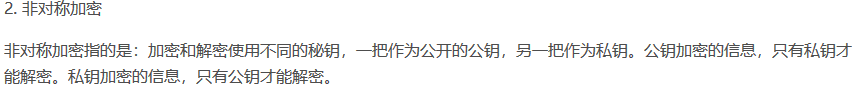 2. 非对称加密
非对称加密指的是：加密和解密使用不同的秘钥，一把作为公开的公钥，另一把作为私钥。公钥加密的信息，只有私钥才
能解密。私钥加密的信息，只有公钥才能解密。